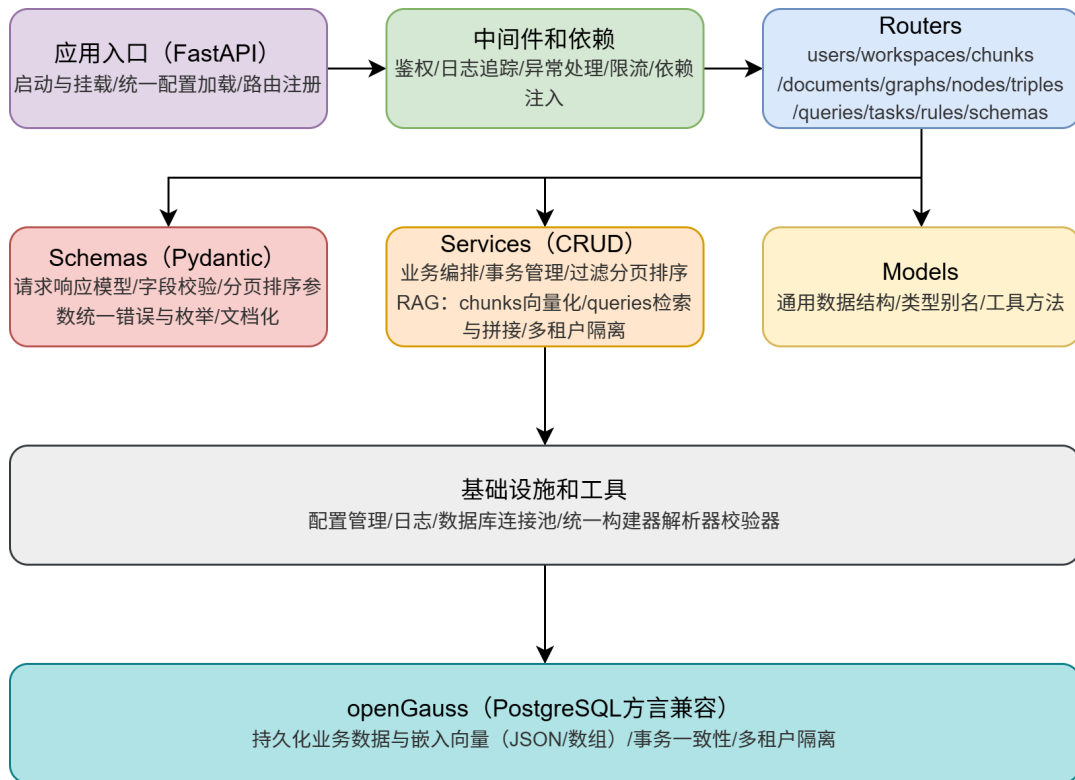 应用入口（FastAPI）
启动与挂载/统一配置加载/路由注册
中间件和依赖
鉴权/日志追踪/异常处理/限流/依赖
注入
Routers
users/workspaces/chunks
/documents/graphs/nodes/triples
/queries/tasks/rules/schemas
Schemas（Pydantic）
请求响应模型/字段校验/分页排序参
数统一错误与枚举/文档化
Services（CRUD）
业务编排/事务管理/过滤分页排序
RAG：chunks向量化/queries检索
与拼接/多租户隔离
Models
通用数据结构/类型别名/工具方法
基础设施和工具
配置管理/日志/数据库连接池/统一构建器解析器校验器
openGauss（PostgreSQL方言兼容）
持久化业务数据与嵌入向量（JSON/数组）/事务一致性/多租户隔离